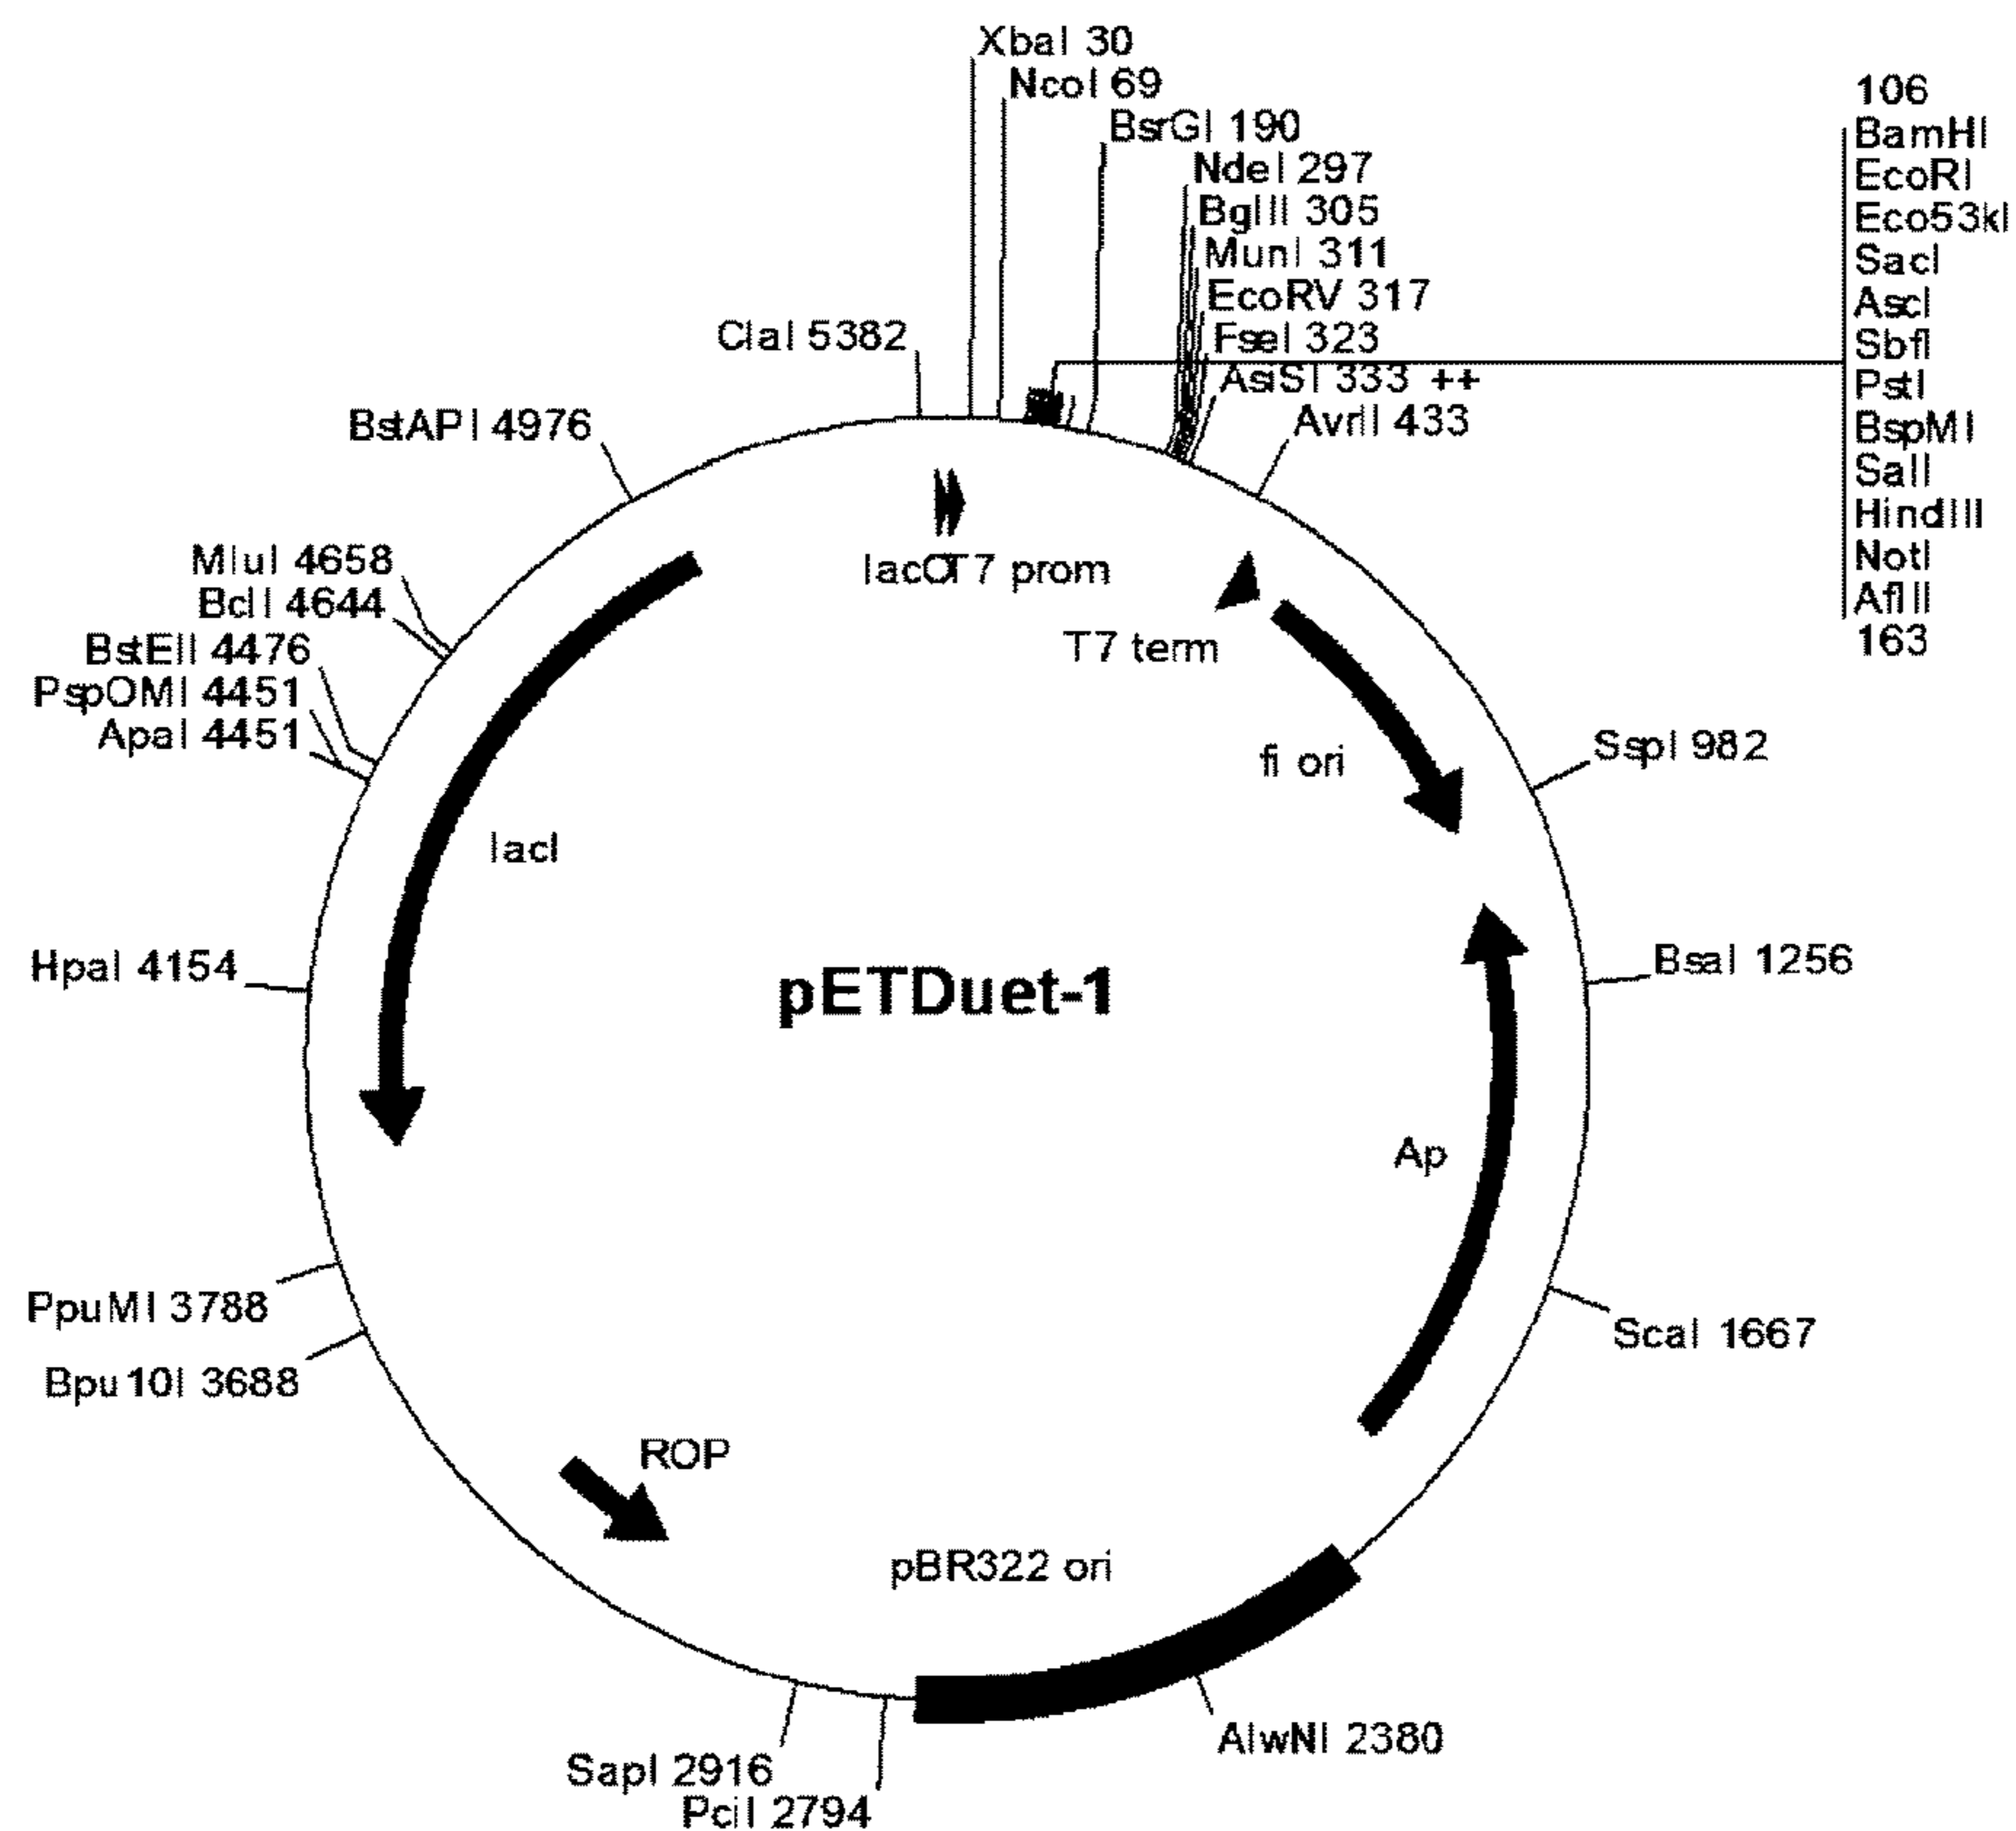 XbaI 30
NcoI 69
BsrGI 190
NdeI 297
BglII 305
MunI 311
EcoRV 317
FseI 323
AsiSI 333 ++
AvrII 433
106
BamHI
EcoRI
Eco53kI
SacI
AscI
SbfI
PstI
BspMI
SalI
HindIII
NotI
AflII
163
ClaI 5382
BstAPI 4976
MluI 4658
BclI 4644
BstEII 4476
PspOMI 4451
ApaI 4451
HpaI 4154
PpuMI 3788
Bpu10I 3688
lacO
T7 prom
T7 term
fi ori
SspI 982
BsaI 1256
lacI
pETDuet-1
Ap
ScaI 1667
ROP
pBR322 ori
AlwNI 2380
SapI 2916
PciI 2794